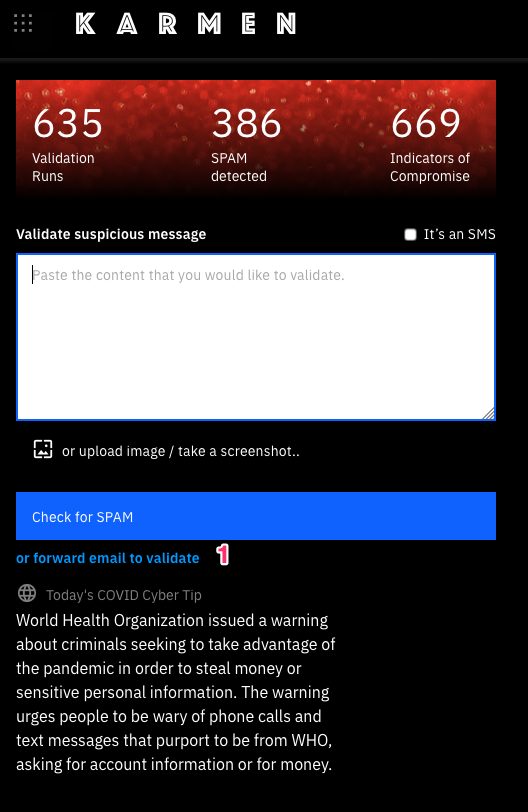 KARMEN
635 386 669
Validation SPAM Indicators of
Runs detected Compromise
Validate suspicious message It's an SMS
Paste the content that you would like to validate.
or upload image / take a screenshot..
Check for SPAM
or forward email to validate 1
Today's COVID Cyber Tip
World Health Organization issued a warning
about criminals seeking to take advantage of
the pandemic in order to steal money or
sensitive personal information. The warning
urges people to be wary of phone calls and
text messages that purport to be from WHO,
asking for account information or for money.